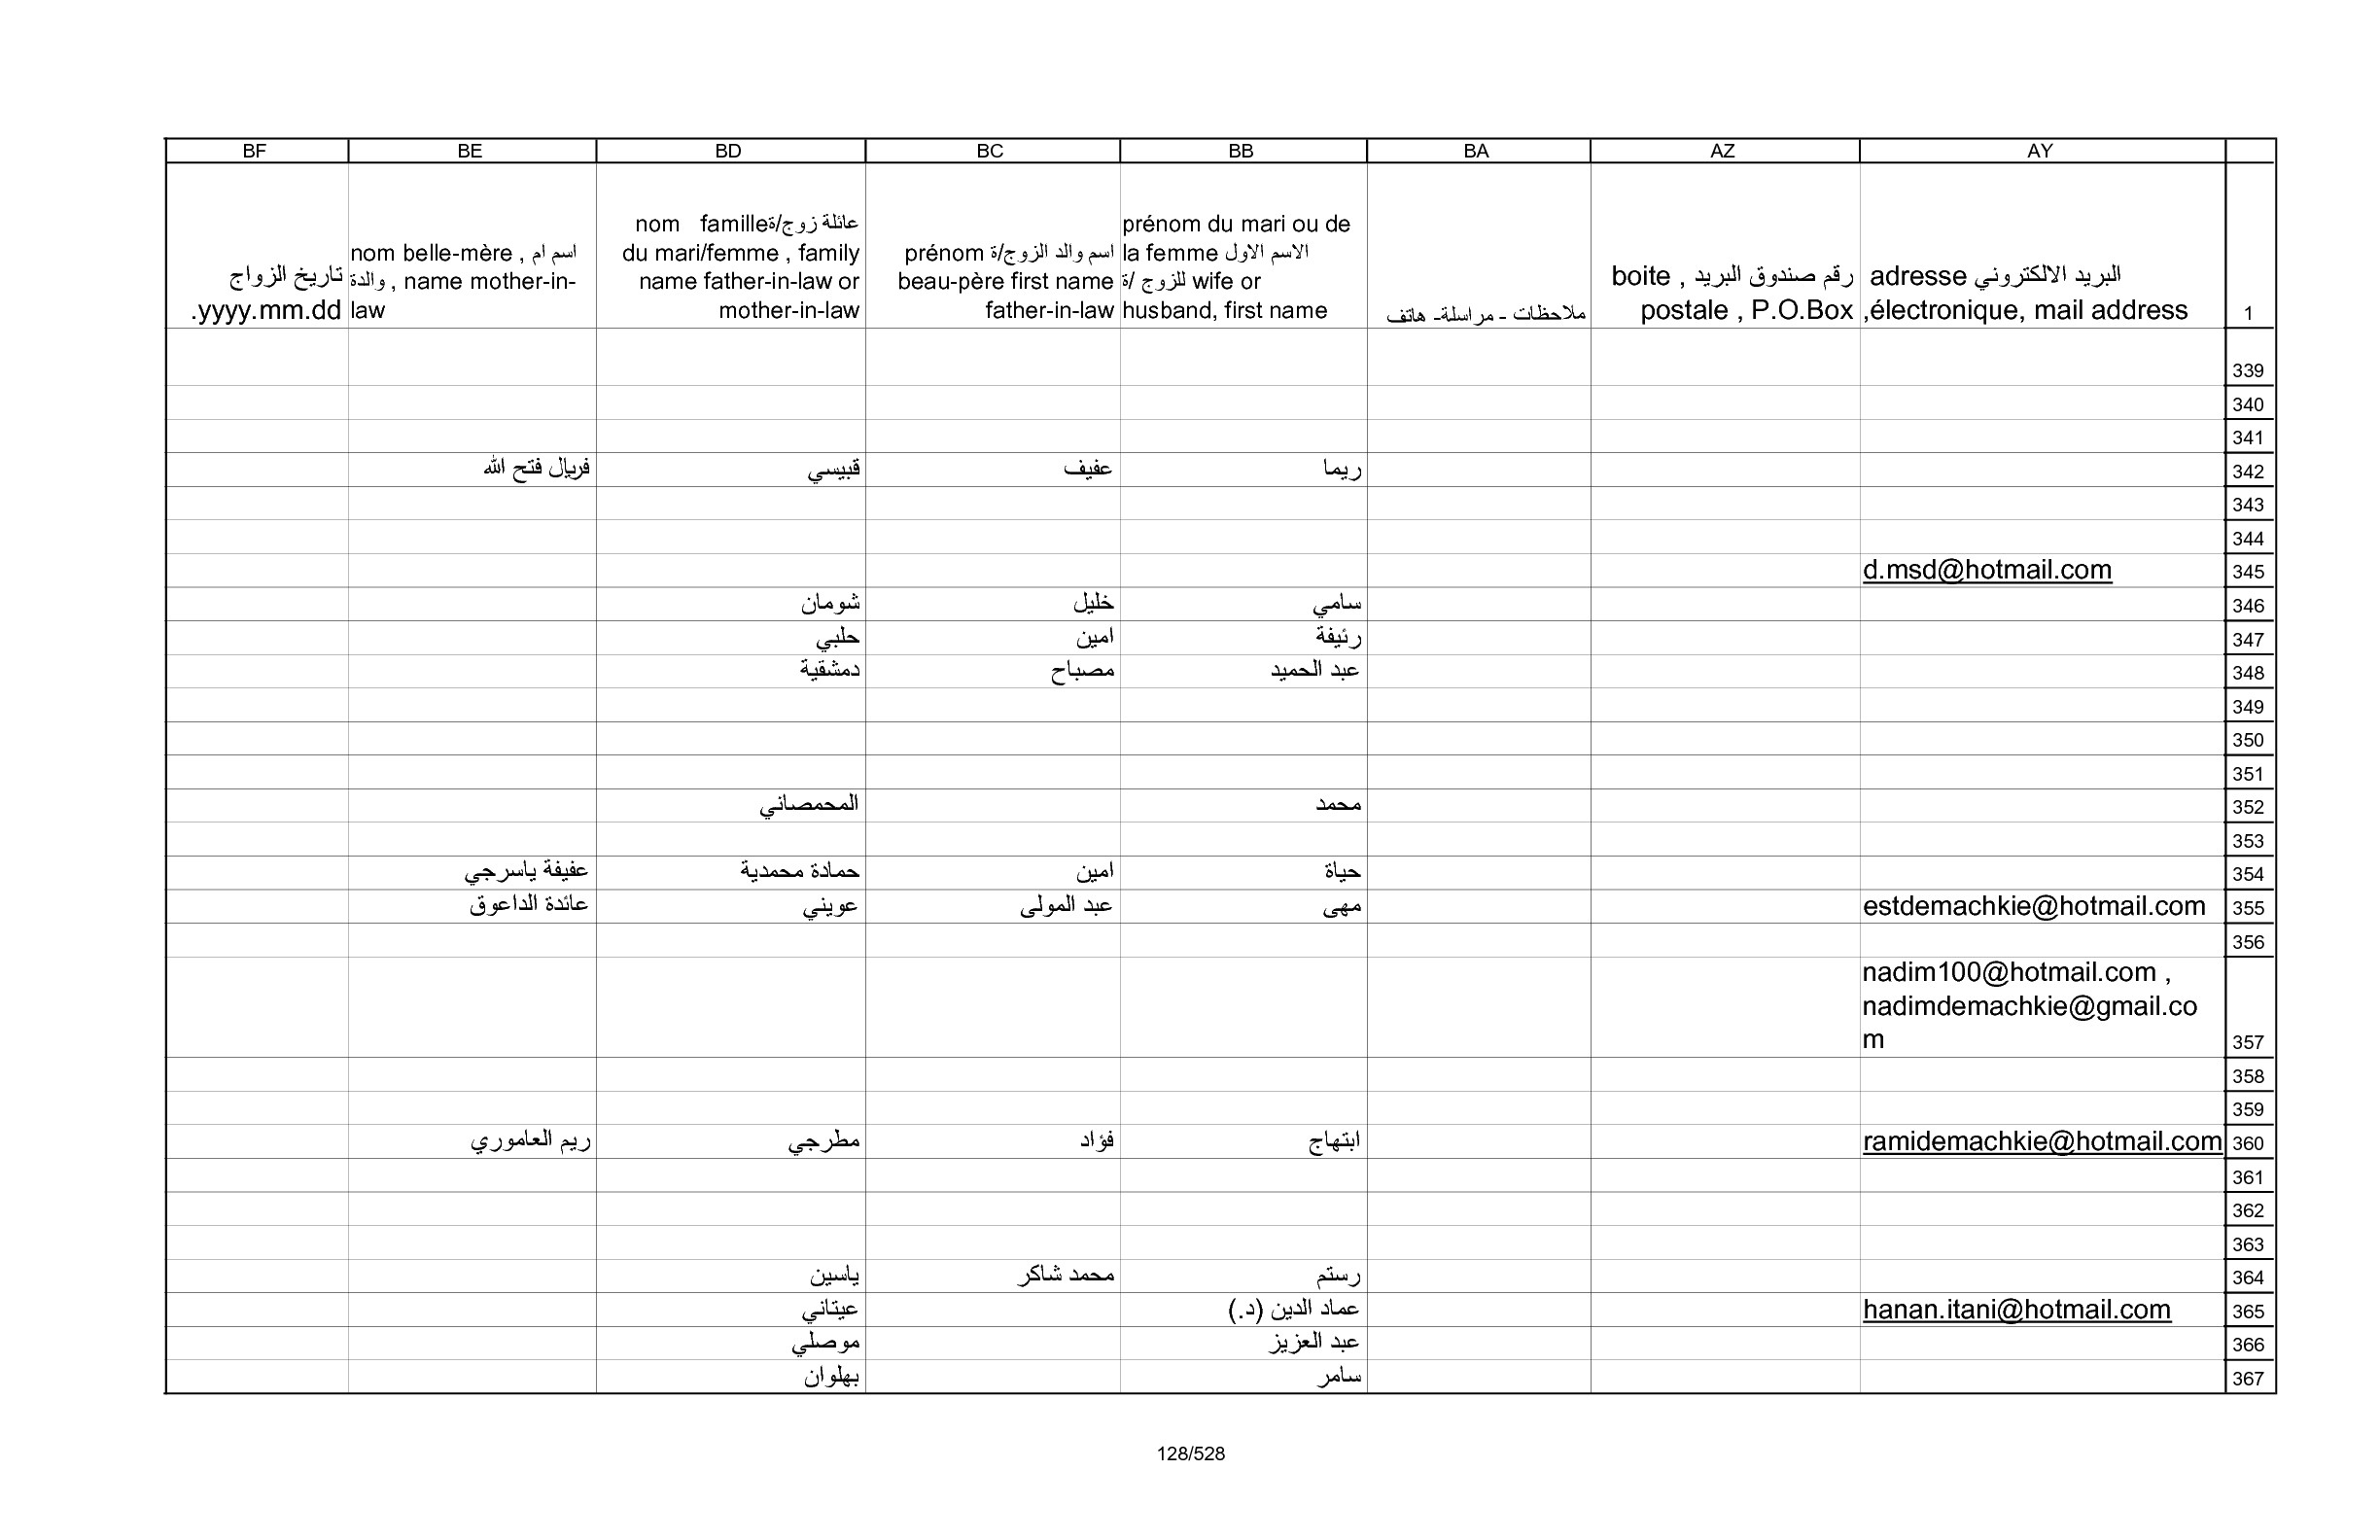 BF BE BD BC BB BA AZ AY
1
adresse البريد الالكتروني
,électronique, mail address
boite , رقم صندوق البريد
postale , P.O.Box
ملاحظات - مراسلة- هاتف
prénom du mari ou de
la femme الاسم الاول
للزوج /ة wife or
husband, first name
prénom اسم والد الزوج/ة
beau-père first name
father-in-law
nom famille عائلة زوج/ة
du mari/femme , family
name father-in-law or
mother-in-law
nom belle-mère , اسم ام
والدة , name mother-in-
law
تاريخ الزواج
.yyyy.mm.dd
339
340
341
342 ريما عفيف قبيسي فريال فتح الله
343
344
345 d.msd@hotmail.com
346 سامي خليل شومان
347 رئيفة امين حلبي
348 عبد الحميد مصباح دمشقية
349
350
351
352 محمد المحمصاني
353
354 حياة امين حمادة محمدية عفيفة ياسرجي
355 estdemachkie@hotmail.com مهى عبد المولى عويني عائدة الداعوق
356
nadim100@hotmail.com ,
nadimdemachkie@gmail.co
m
357
358
359
360 ramidemachkie@hotmail.com ابتهاج فؤاد مطرجي ريم العاموري
361
362
363
364 رستم محمد شاكر ياسين
365 hanan.itani@hotmail.com عماد الدين (د.) عيتاني
366 عبد العزيز موصلي
367 سامر بهلوان
128/528